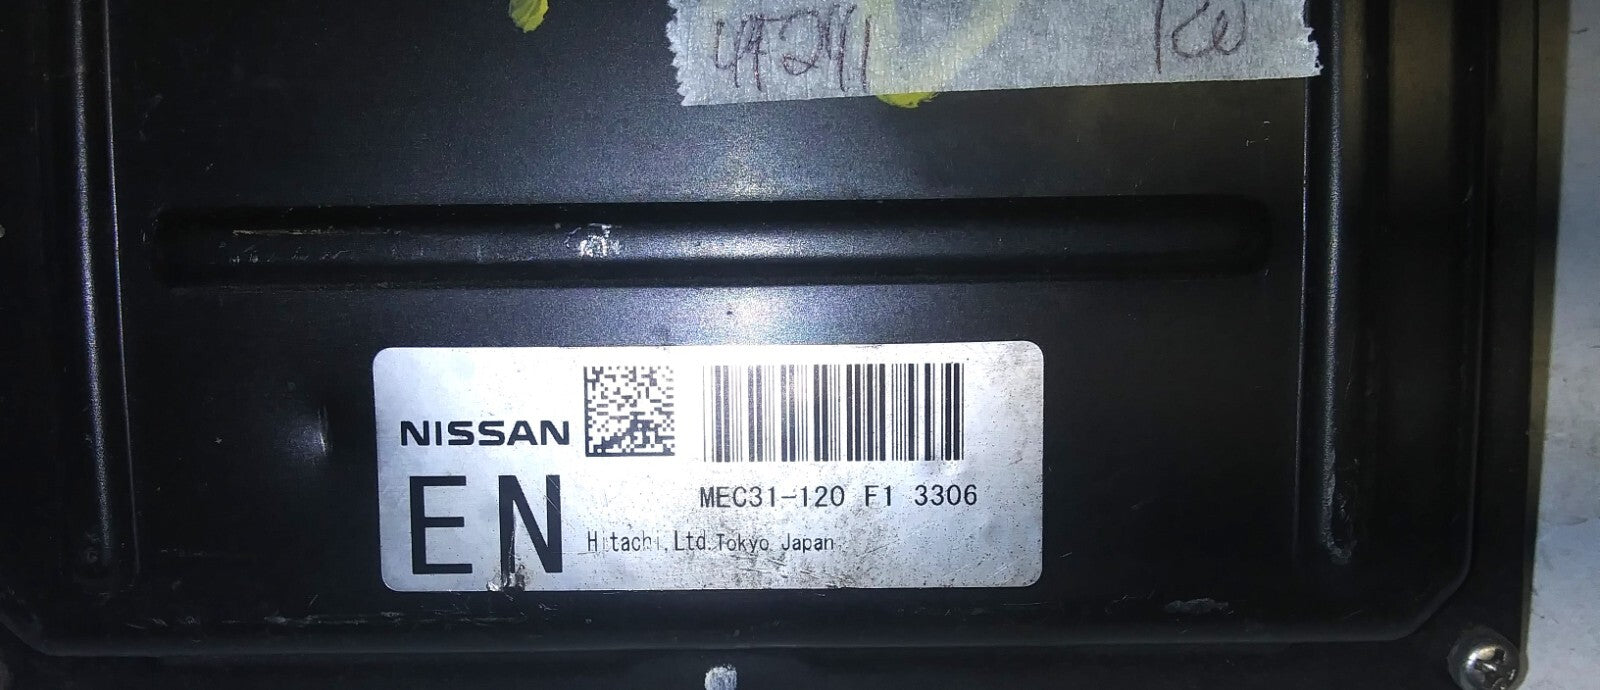 NISSAN
EN
MEC31-120 F1 3306
Hitachi, Ltd. Tokyo Japan